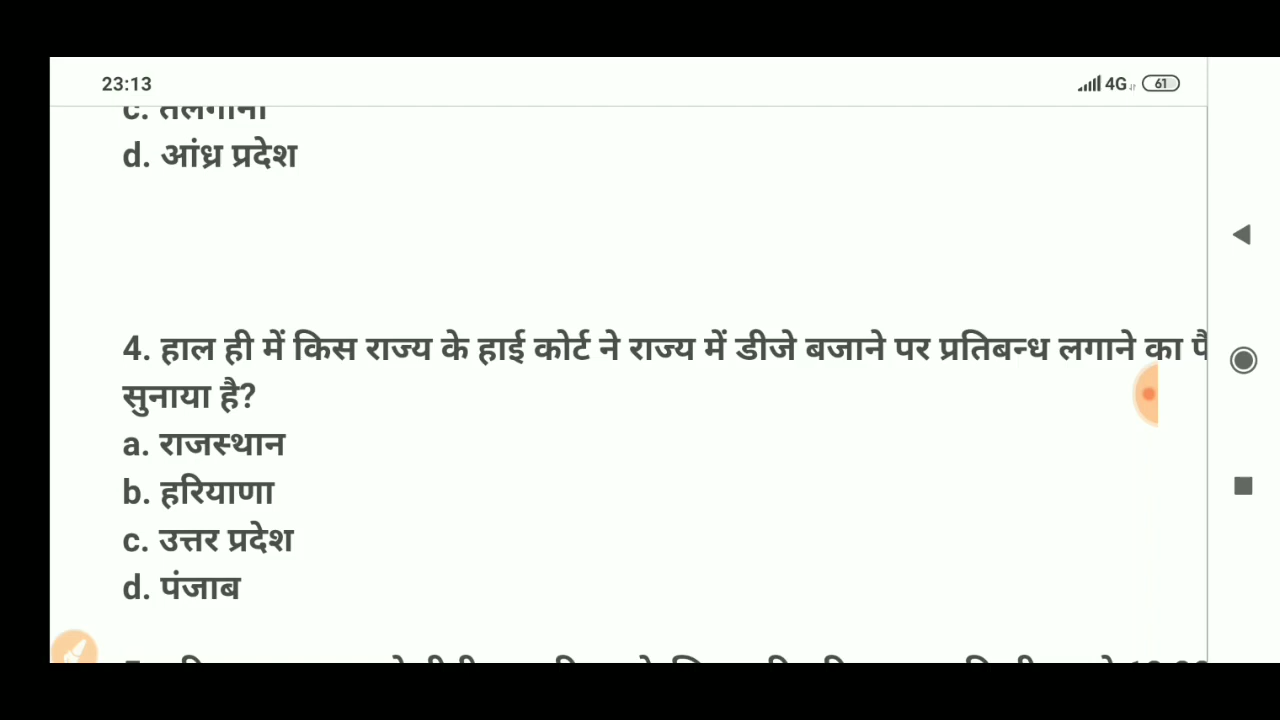 23:13
4G 61
c. तेलंगाना
d. आंध्र प्रदेश
4. हाल ही में किस राज्य के हाई कोर्ट ने राज्य में डीजे बजाने पर प्रतिबन्ध लगाने का
सुनाया है?
a. राजस्थान
b. हरियाणा
c. उत्तर प्रदेश
d. पंजाब